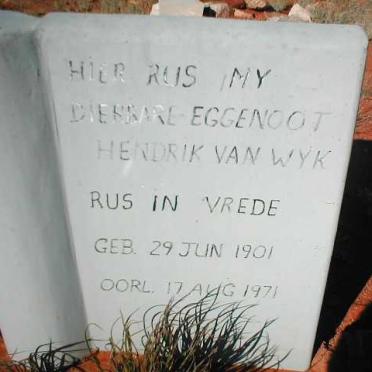 HIER RUS MY
DIERBARE EGGENOOT
HENDRIK VAN WYK
RUS IN VREDE
GEB. 29 JUN 1901
OORL. 17 AUG 1971